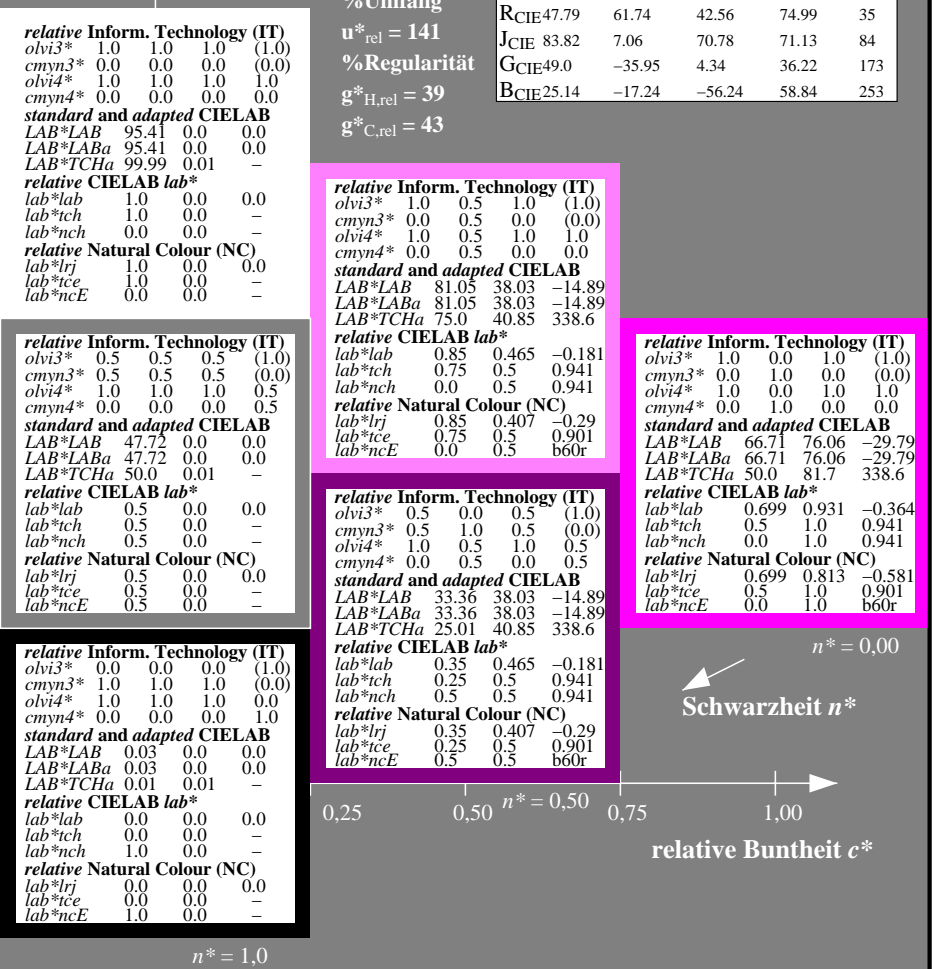 %Umfang
u*rel = 141
%Regularität
g*H,rel = 39
g*C,rel = 43
RCIE 47.79 61.74 42.56 74.99 35
JCIE 83.82 7.06 70.78 71.13 84
GCIE 49.0 −35.95 4.34 36.22 173
BCIE 25.14 −17.24 −56.24 58.84 253
relative Inform. Technology (IT)
olvi3* 1.0 1.0 1.0 (1.0)
cmyn3* 0.0 0.0 0.0 (0.0)
olvi4* 1.0 1.0 1.0 1.0
cmyn4* 0.0 0.0 0.0 0.0
standard and adapted CIELAB
LAB*LAB 95.41 0.0 0.0
LAB*LABa 95.41 0.0 0.0
LAB*TCHa 99.99 0.01 –
relative CIELAB lab*
lab*lab 1.0 0.0 0.0
lab*tch 1.0 0.0 –
lab*nch 0.0 0.0 –
relative Natural Colour (NC)
lab*lrj 1.0 0.0 0.0
lab*tce 1.0 0.0 –
lab*ncE 0.0 0.0 –
relative Inform. Technology (IT)
olvi3* 1.0 0.5 1.0 (1.0)
cmyn3* 0.0 0.5 0.0 (0.0)
olvi4* 1.0 0.5 1.0 1.0
cmyn4* 0.0 0.5 0.0 0.0
standard and adapted CIELAB
LAB*LAB 81.05 38.03 −14.89
LAB*LABa 81.05 38.03 −14.89
LAB*TCHa 75.0 40.85 338.6
relative CIELAB lab*
lab*lab 0.85 0.465 −0.181
lab*tch 0.75 0.5 0.941
lab*nch 0.0 0.5 0.941
relative Natural Colour (NC)
lab*lrj 0.85 0.407 −0.29
lab*tce 0.75 0.5 0.901
lab*ncE 0.0 0.5 b60r
relative Inform. Technology (IT)
olvi3* 0.5 0.5 0.5 (1.0)
cmyn3* 0.5 0.5 0.5 (0.0)
olvi4* 1.0 1.0 1.0 0.5
cmyn4* 0.0 0.0 0.0 0.5
standard and adapted CIELAB
LAB*LAB 47.72 0.0 0.0
LAB*LABa 47.72 0.0 0.0
LAB*TCHa 50.0 0.01 –
relative CIELAB lab*
lab*lab 0.5 0.0 0.0
lab*tch 0.5 0.0 –
lab*nch 0.5 0.0 –
relative Natural Colour (NC)
lab*lrj 0.5 0.0 0.0
lab*tce 0.5 0.0 –
lab*ncE 0.5 0.0 –
relative Inform. Technology (IT)
olvi3* 1.0 0.0 1.0 (1.0)
cmyn3* 0.0 1.0 0.0 (0.0)
olvi4* 1.0 0.0 1.0 1.0
cmyn4* 0.0 1.0 0.0 0.0
standard and adapted CIELAB
LAB*LAB 66.71 76.06 −29.79
LAB*LABa 66.71 76.06 −29.79
LAB*TCHa 50.0 81.7 338.6
relative CIELAB lab*
lab*lab 0.699 0.931 −0.364
lab*tch 0.5 1.0 0.941
lab*nch 0.0 1.0 0.941
relative Natural Colour (NC)
lab*lrj 0.699 0.813 −0.581
lab*tce 0.5 1.0 0.901
lab*ncE 0.0 1.0 b60r
relative Inform. Technology (IT)
olvi3* 0.5 0.0 0.5 (1.0)
cmyn3* 0.5 1.0 0.5 (0.0)
olvi4* 1.0 0.5 1.0 0.5
cmyn4* 0.0 0.5 0.0 0.5
standard and adapted CIELAB
LAB*LAB 33.36 38.03 −14.89
LAB*LABa 33.36 38.03 −14.89
LAB*TCHa 25.01 40.85 338.6
relative CIELAB lab*
lab*lab 0.35 0.465 −0.181
lab*tch 0.25 0.5 0.941
lab*nch 0.5 0.5 0.941
relative Natural Colour (NC)
lab*lrj 0.35 0.407 −0.29
lab*tce 0.25 0.5 0.901
lab*ncE 0.5 0.5 b60r
n* = 0,00
Schwarzheit n*
relative Inform. Technology (IT)
olvi3* 0.0 0.0 0.0 (1.0)
cmyn3* 1.0 1.0 1.0 (0.0)
olvi4* 1.0 1.0 1.0 0.0
cmyn4* 0.0 0.0 0.0 1.0
standard and adapted CIELAB
LAB*LAB 0.03 0.0 0.0
LAB*LABa 0.03 0.0 0.0
LAB*TCHa 0.01 0.01 –
relative CIELAB lab*
lab*lab 0.0 0.0 0.0
lab*tch 0.0 0.0 –
lab*nch 1.0 0.0 –
relative Natural Colour (NC)
lab*lrj 0.0 0.0 0.0
lab*tce 0.0 0.0 –
lab*ncE 1.0 0.0 –
n* = 0,50
0,25 0,50 0,75 1,00
relative Buntheit c*
n* = 1,0